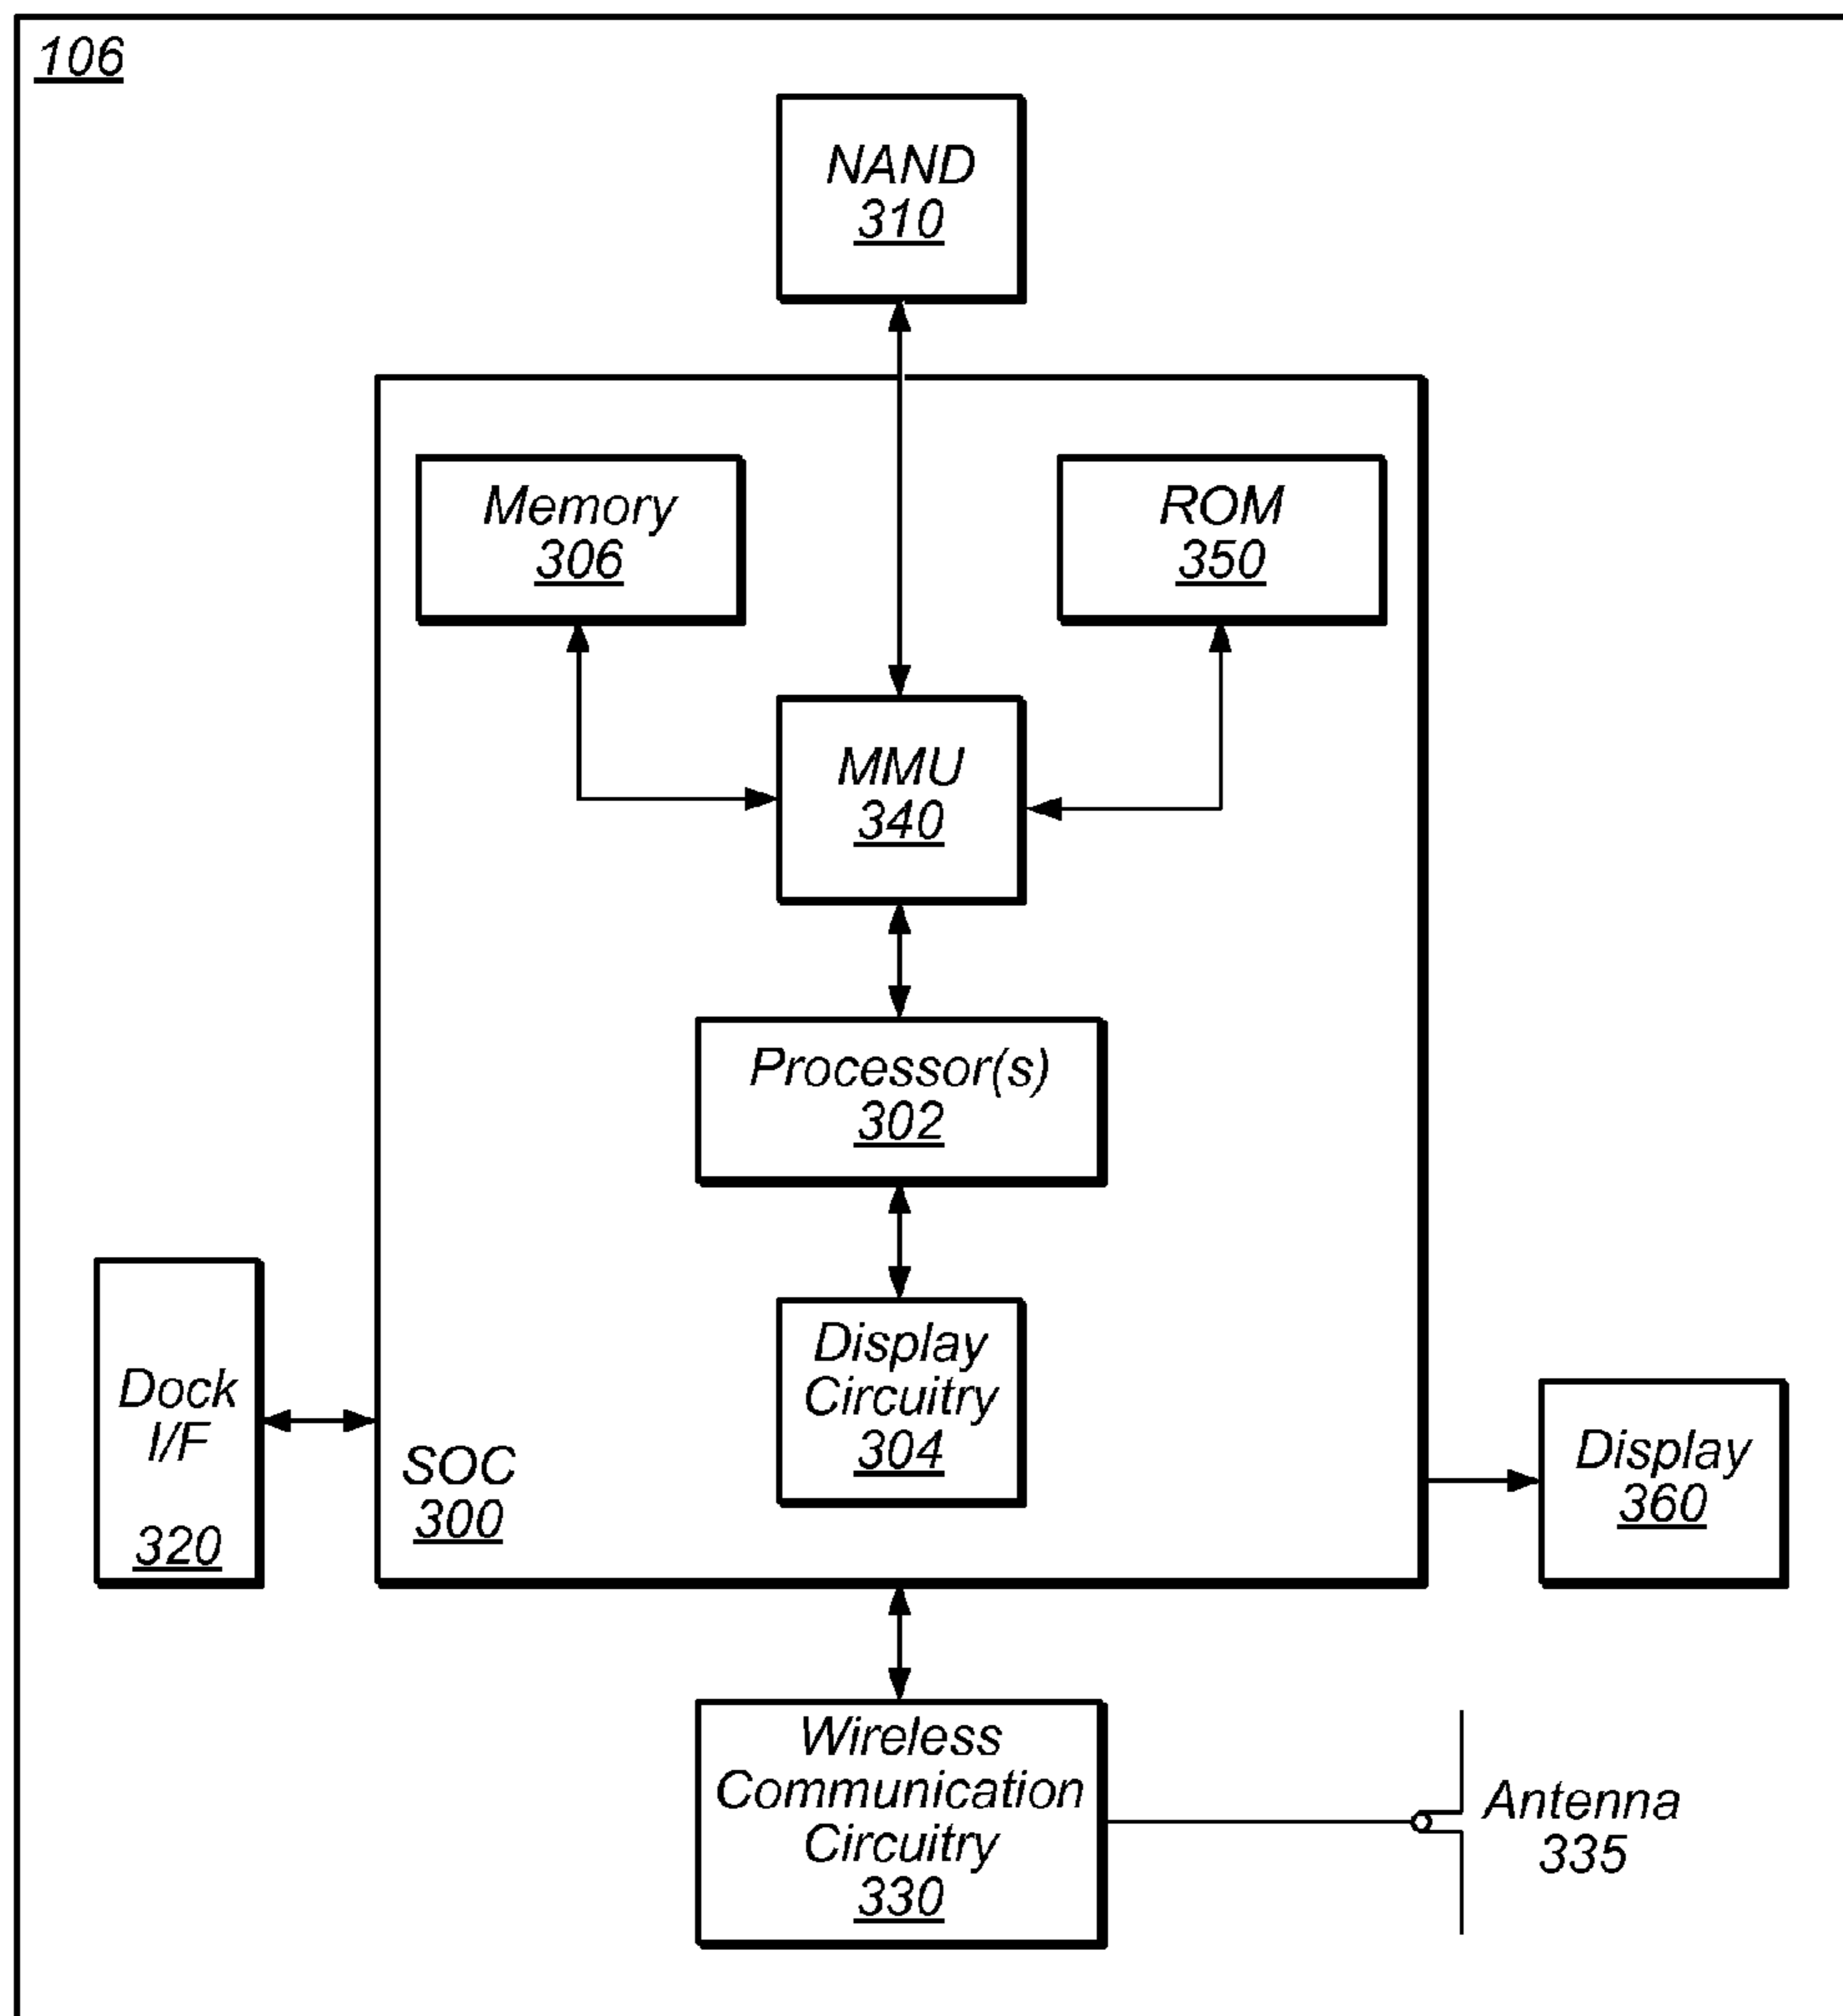 106
NAND
310
Memory
306
ROM
350
MMU
340
Processor(s)
302
Display
Circuitry
304
Dock
I/F
320
SOC
300
Display
360
Wireless
Communication
Circuitry
330
Antenna
335